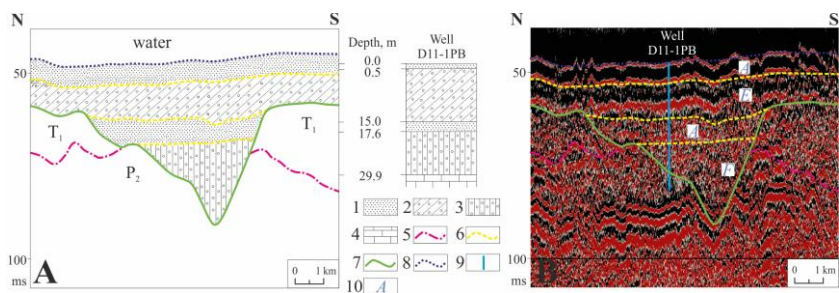 N
S
water
50
T1
T1
P2
100
ms
A
0 1 km
Depth, m
Well
D11-1PB
0.0
0.5
15.0
17.6
29.9
1
2
3
4
5
6
7
8
9
10
A
N
S
Well
D11-1PB
50
A
F
A
F
100
ms
B
0 1 km